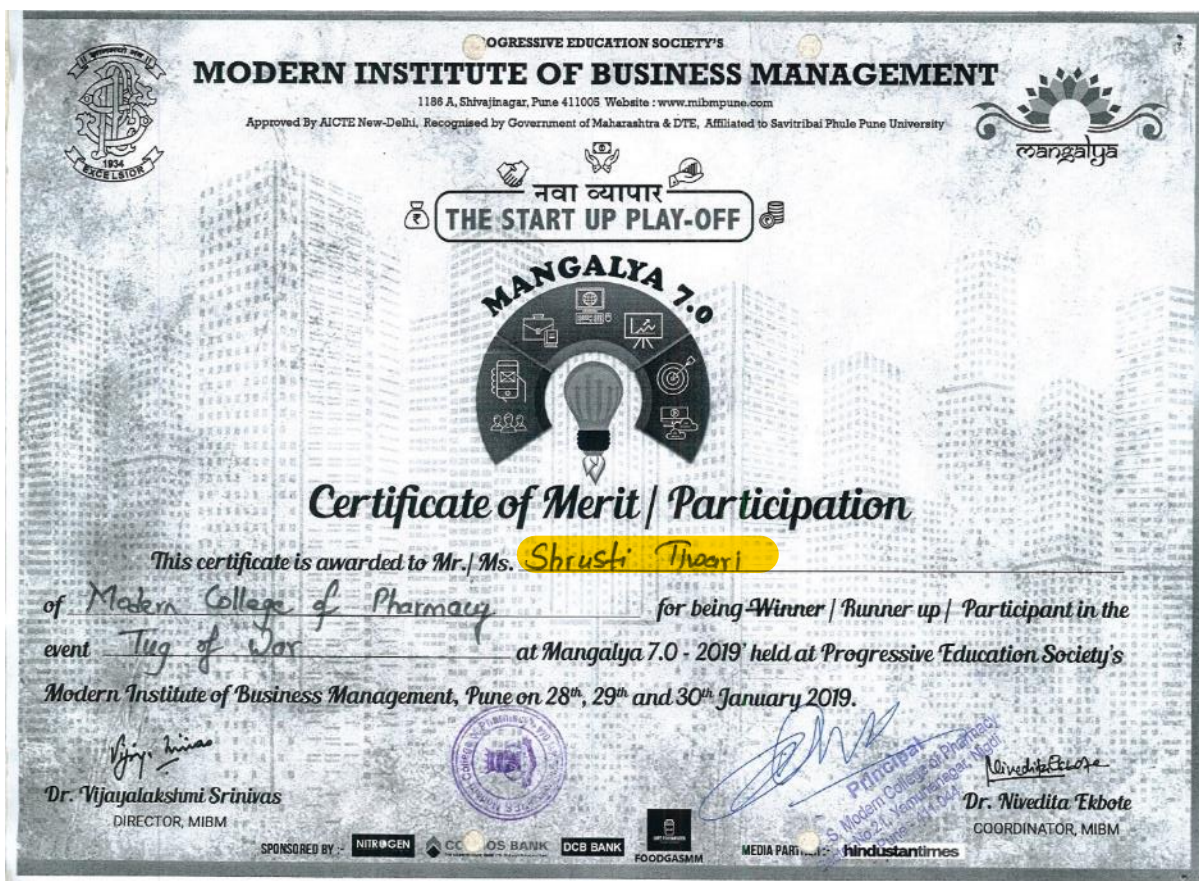 OGRESSIVE EDUCATION SOCIETY'S
MODERN INSTITUTE OF BUSINESS MANAGEMENT
1186 A, Shivajinagar, Pune 411005 Website : www.mibmpune.com
Approved By AICTE New-Delhi, Recognised by Government of Maharashtra & DTE, Affiliated to Savitribai Phule Pune University
1934
EXCELSIOR
mangalya
नवा व्यापार
THE START UP PLAY-OFF
MANGALYA 7.0
Certificate of Merit / Participation
This certificate is awarded to Mr./ Ms. Shrusti Tiwari
of Modern College of Pharmacy for being Winner / Runner up / Participant in the
event Tug of War at Mangalya 7.0 - 2019' held at Progressive Education Society's
Modern Institute of Business Management, Pune on 28th, 29th and 30th January 2019.
Dr. Vijayalakshmi Srinivas
DIRECTOR, MIBM
Principal
S. Modern College of Pharmacy
Dr. Nivedita Ekbote
COORDINATOR, MIBM
SPONSORED BY :- NITROGEN OS BANK DCB BANK FOODGASMM
MEDIA hindustantimes